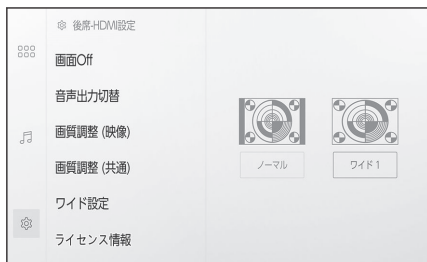 後席-HDMI設定
画面Off
音声出力切替
画質調整 (映像)
画質調整 (共通)
ワイド設定
ライセンス情報
ノーマル
ワイド 1